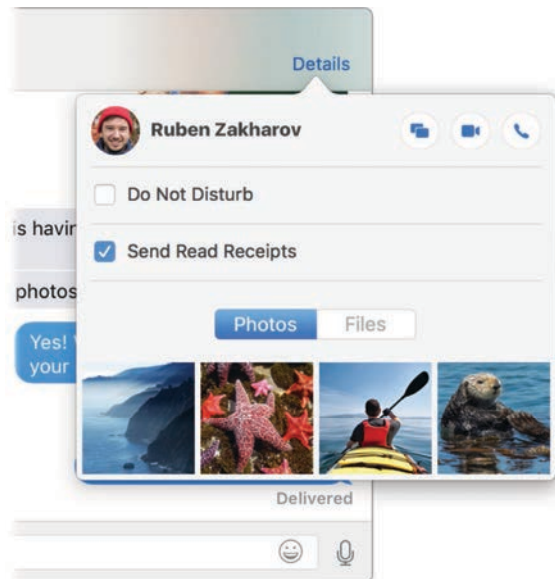 Details
Ruben Zakharov
Do Not Disturb
is havin
Send Read Receipts
photos
Photos Files
Yes!
your
Delivered